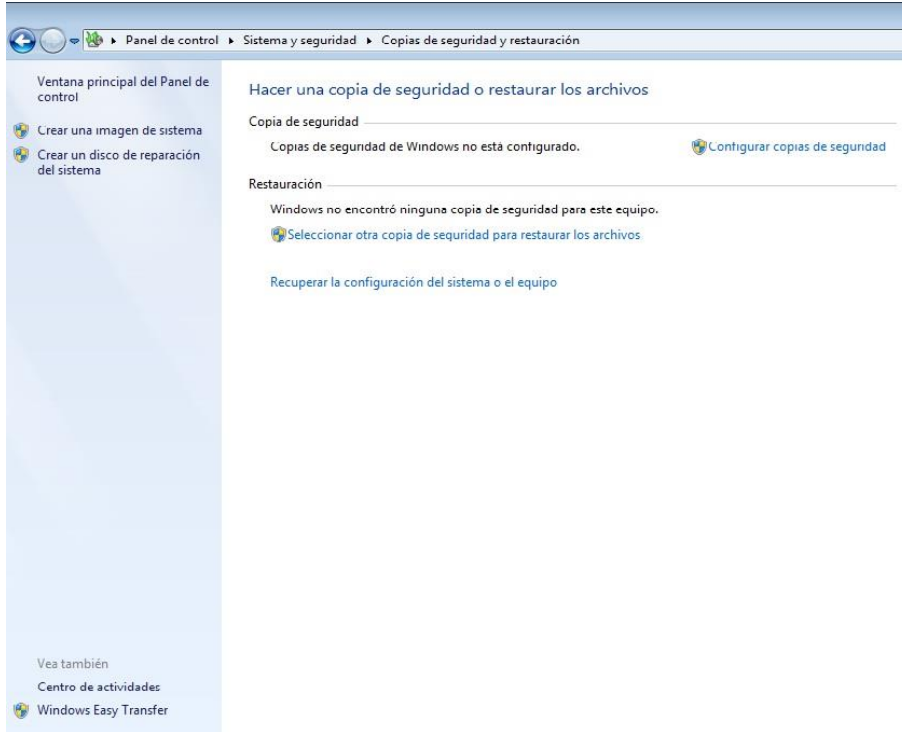 Panel de control ▸ Sistema y seguridad ▸ Copias de seguridad y restauración
Ventana principal del Panel de
control
Crear una imagen de sistema
Crear un disco de reparación
del sistema
Hacer una copia de seguridad o restaurar los archivos
Copia de seguridad
Copias de seguridad de Windows no está configurado.
Configurar copias de seguridad
Restauración
Windows no encontró ninguna copia de seguridad para este equipo.
Seleccionar otra copia de seguridad para restaurar los archivos
Recuperar la configuración del sistema o el equipo
Vea también
Centro de actividades
Windows Easy Transfer